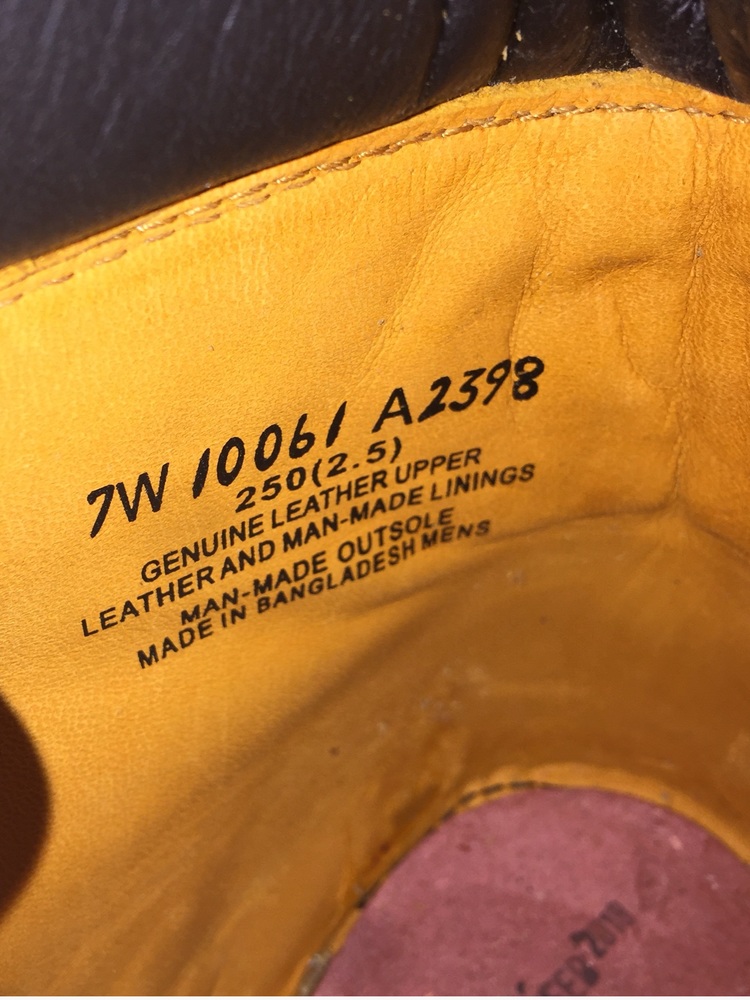 7W 10061 A2398
250(2.5)
GENUINE LEATHER UPPER
LEATHER AND MAN-MADE LININGS
MAN-MADE OUTSOLE
MADE IN BANGLADESH MENS